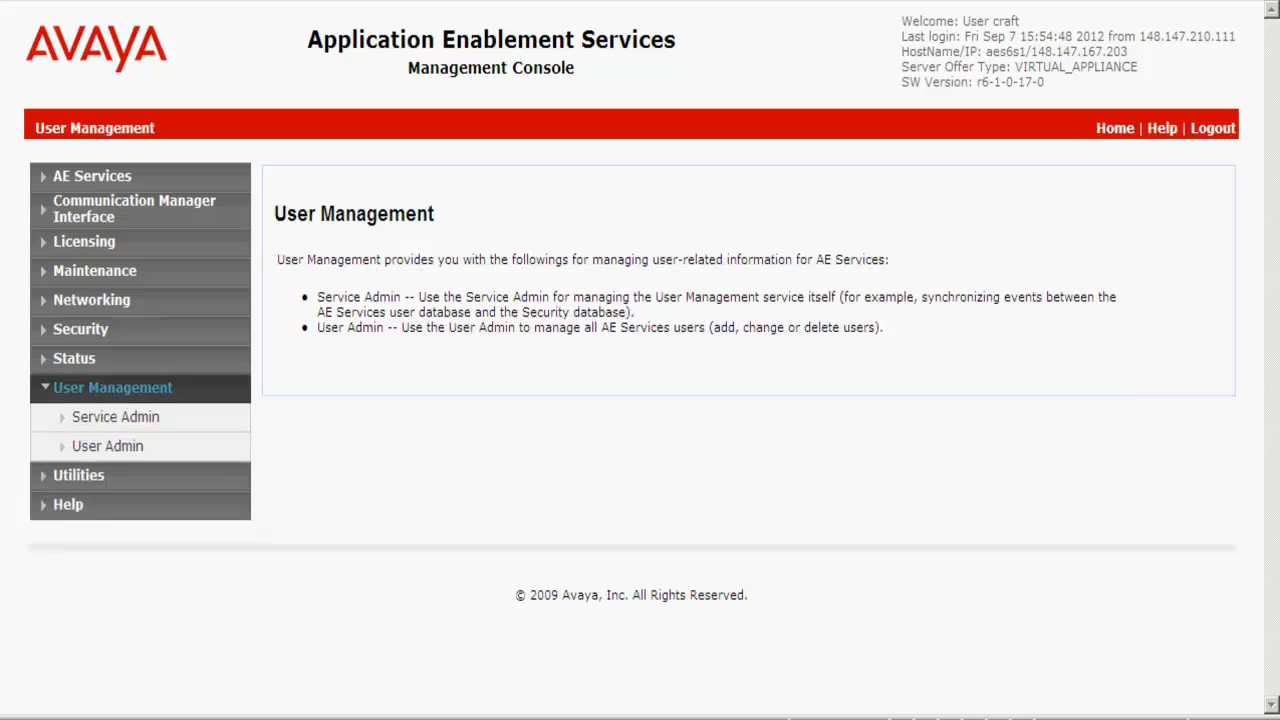 AVAYA
Application Enablement Services
Management Console
Welcome: User craft
Last login: Fri Sep 7 15:54:48 2012 from 148.147.210.111
HostName/IP: aes6s1/148.147.167.203
Server Offer Type: VIRTUAL_APPLIANCE
SW Version: r6-1-0-17-0
User Management
Home | Help | Logout
AE Services
Communication Manager
Interface
Licensing
Maintenance
Networking
Security
Status
User Management
Service Admin
User Admin
Utilities
Help
User Management
User Management provides you with the followings for managing user-related information for AE Services:
• Service Admin -- Use the Service Admin for managing the User Management service itself (for example, synchronizing events between the
AE Services user database and the Security database).
• User Admin -- Use the User Admin to manage all AE Services users (add, change or delete users).
© 2009 Avaya, Inc. All Rights Reserved.